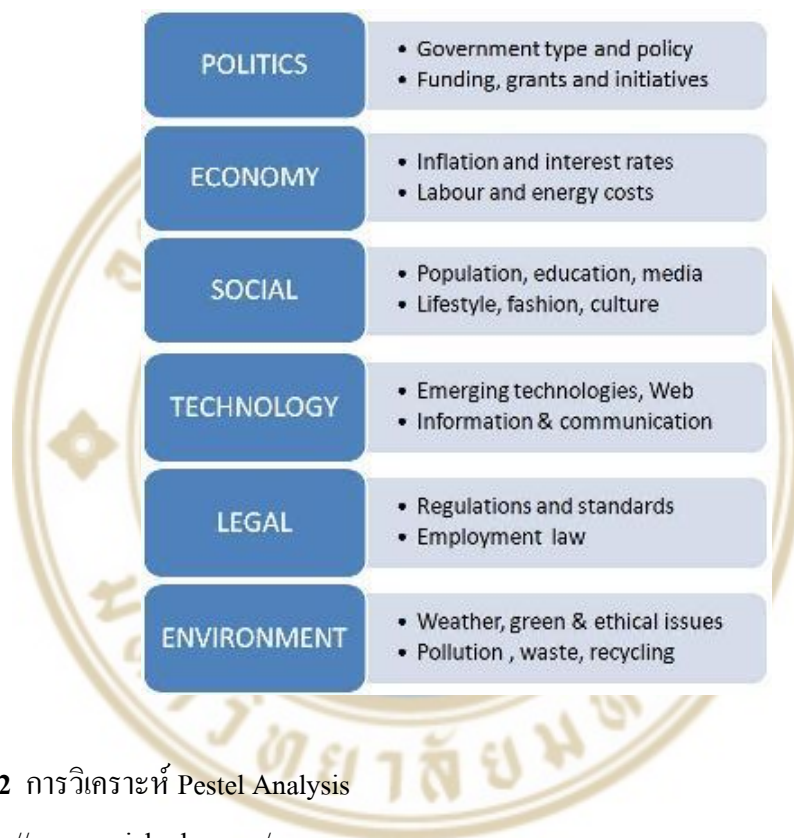 POLITICS
• Government type and policy
• Funding, grants and initiatives
ECONOMY
• Inflation and interest rates
• Labour and energy costs
SOCIAL
• Population, education, media
• Lifestyle, fashion, culture
TECHNOLOGY
• Emerging technologies, Web
• Information & communication
LEGAL
• Regulations and standards
• Employment law
ENVIRONMENT
• Weather, green & ethical issues
• Pollution , waste, recycling
2 การวิเคราะห์ Pestel Analysis